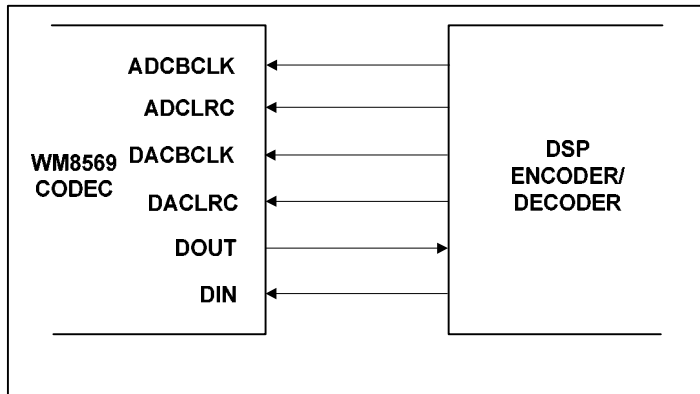 ADCBCLK
ADCLRC
WM8569
CODEC
DACBCLK
DACLRC
DOUT
DIN
DSP
ENCODER/
DECODER